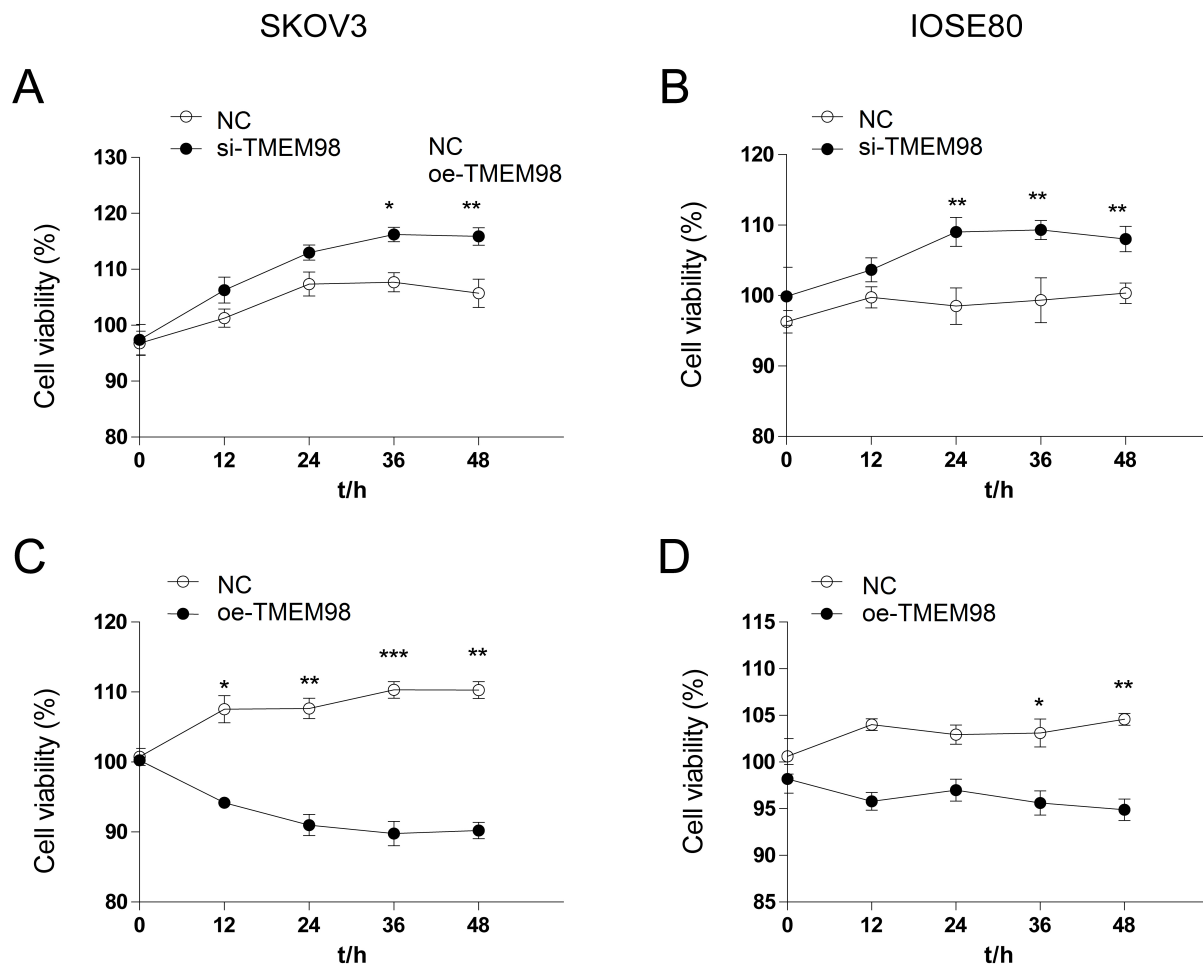 SKOV3
IOSE80
A
NC
si-TMEM98
NC
oe-TMEM98
* **
Cell viability (%)
130
120
110
100
90
80
0 12 24 36 48
t/h
B
NC
si-TMEM98
** ** **
Cell viability (%)
120
110
100
90
80
0 12 24 36 48
t/h
C
NC
oe-TMEM98
* ** *** **
Cell viability (%)
120
110
100
90
80
0 12 24 36 48
t/h
D
NC
oe-TMEM98
* **
Cell viability (%)
115
110
105
100
95
90
85
0 12 24 36 48
t/h